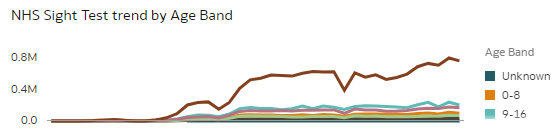 NHS Sight Test trend by Age Band
0.8M
0.4M
0.0
Age Band
Unknown
0-8
9-16